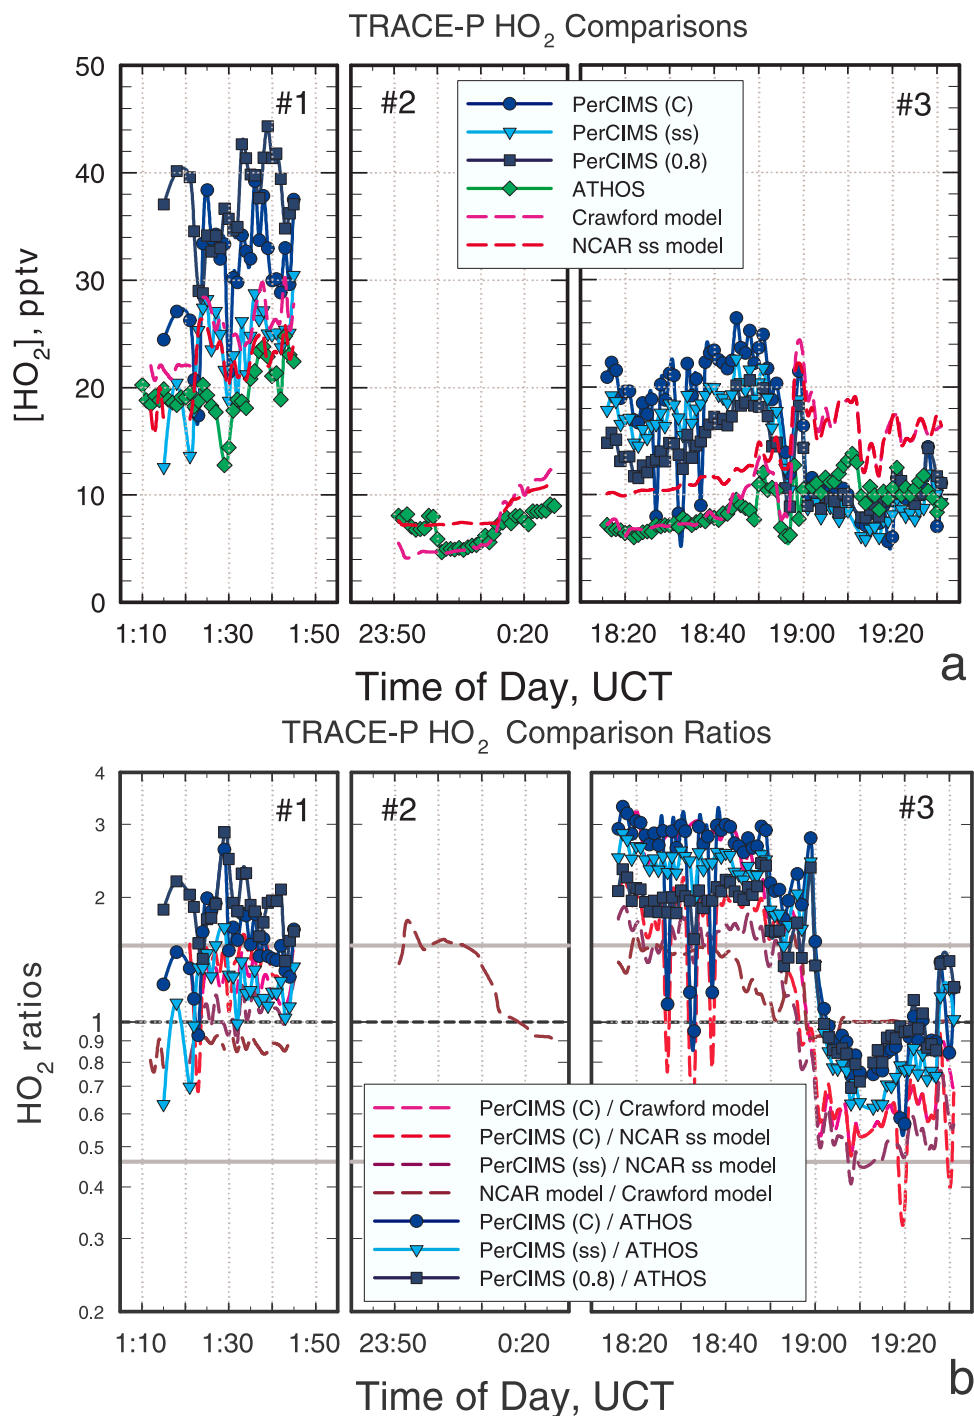 TRACE-P HO2 Comparisons
50
40
30
20
10
0
[HO2], pptv
#1
#2
#3
PerCIMS (C)
PerCIMS (ss)
PerCIMS (0.8)
ATHOS
Crawford model
NCAR ss model
1:10 1:30 1:50
23:50 0:20
18:20 18:40 19:00 19:20
a
Time of Day, UCT
TRACE-P HO2 Comparison Ratios
4
3
2
1
0.9
0.8
0.7
0.6
0.5
0.4
0.3
0.2
HO2 ratios
#1
#2
#3
PerCIMS (C) / Crawford model
PerCIMS (C) / NCAR ss model
PerCIMS (ss) / NCAR ss model
NCAR model / Crawford model
PerCIMS (C) / ATHOS
PerCIMS (ss) / ATHOS
PerCIMS (0.8) / ATHOS
1:10 1:30 1:50
23:50 0:20
18:20 18:40 19:00 19:20
b
Time of Day, UCT